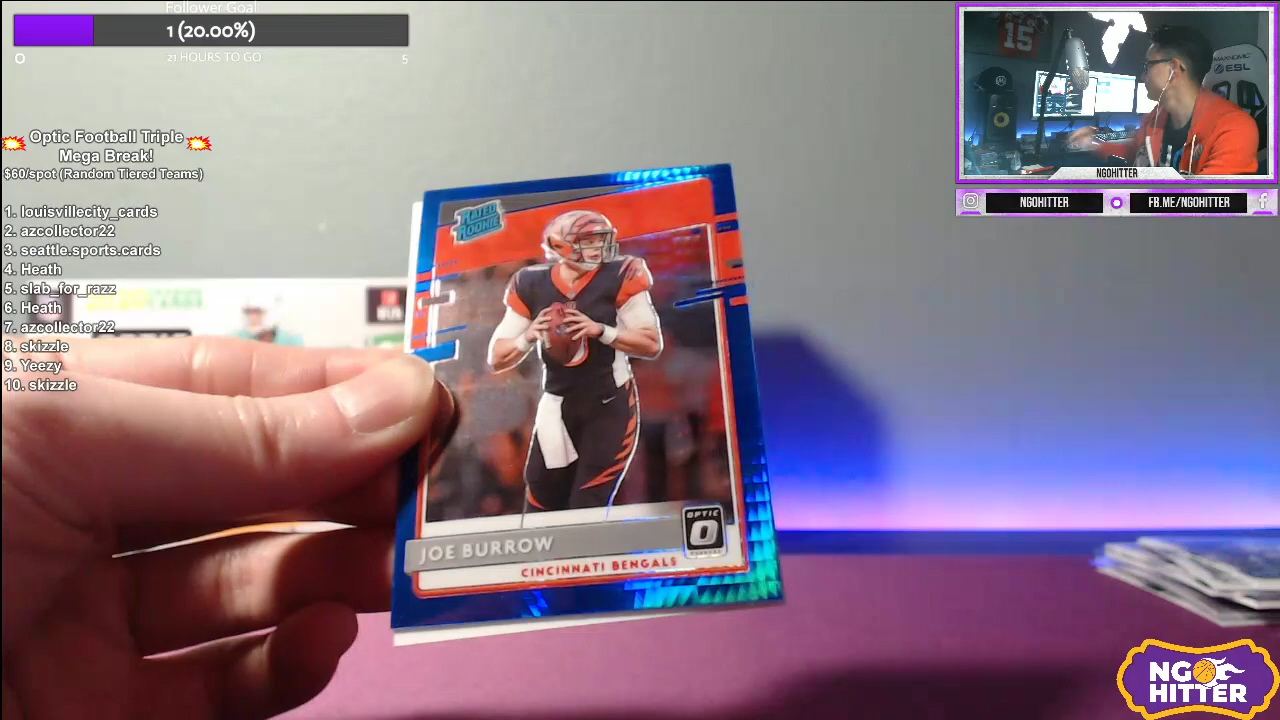 Follower Goal
1 (20.00%)
0
21 HOURS TO GO
5
Optic Football Triple
Mega Break!
$60/spot (Random Tiered Teams)
1. louisvillecity_cards
2. azcollector22
3. seattle.sports.cards
4. Heath
5. slab_for_razz
6. Heath
7. azcollector22
8. skizzle
9. Yeezy
10. skizzle
RATED
ROOKIE
JOE BURROW
CINCINNATI BENGALS
OPTIC
O
15
MAXNOMIC
ESL
NGOHITTER
NGOHITTER
FB.ME/NGOHITTER
NGO
HITTER